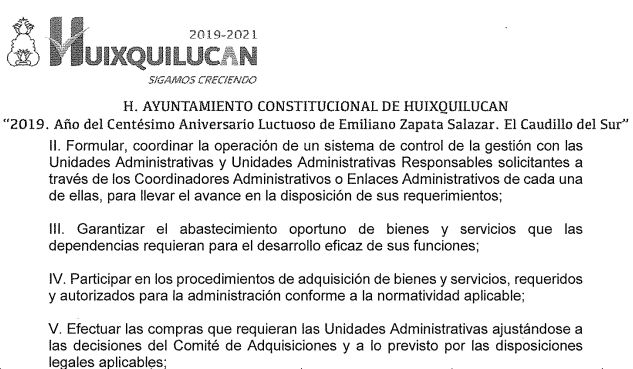 2019-2021
HUIXQUILUCAN
SIGAMOS CRECIENDO
H. AYUNTAMIENTO CONSTITUCIONAL DE HUIXQUILUCAN
“2019. Año del Centésimo Aniversario Luctuoso de Emiliano Zapata Salazar. El Caudillo del Sur”
II. Formular, coordinar la operación de un sistema de control de la gestión con las
Unidades Administrativas y Unidades Administrativas Responsables solicitantes a
través de los Coordinadores Administrativos o Enlaces Administrativos de cada una
de ellas, para llevar el avance en la disposición de sus requerimientos;
III. Garantizar el abastecimiento oportuno de bienes y servicios que las
dependencias requieran para el desarrollo eficaz de sus funciones;
IV. Participar en los procedimientos de adquisición de bienes y servicios, requeridos
y autorizados para la administración conforme a la normatividad aplicable;
V. Efectuar las compras que requieran las Unidades Administrativas ajustándose a
las decisiones del Comité de Adquisiciones y a lo previsto por las disposiciones
legales aplicables;